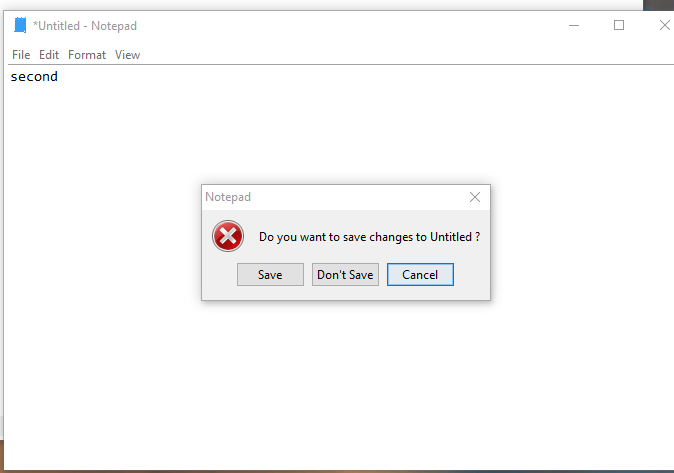 *Untitled - Notepad
File Edit Format View
second
Notepad
Do you want to save changes to Untitled ?
Save Don't Save Cancel